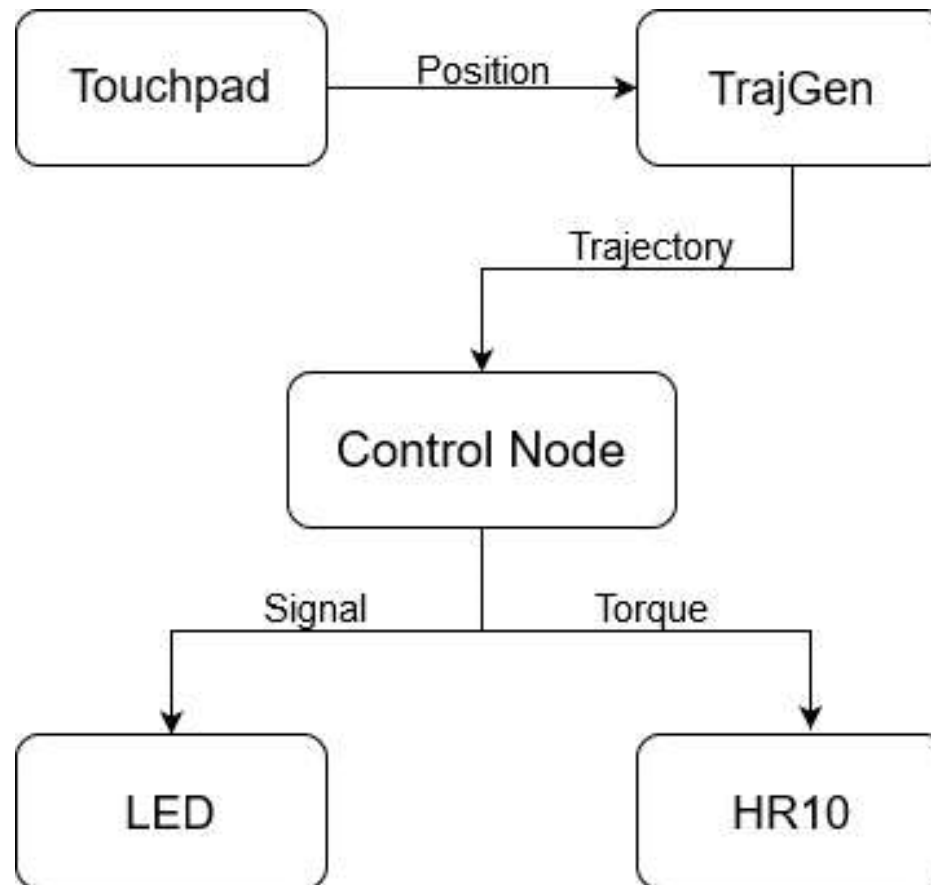 Touchpad
Position
TrajGen
Trajectory
Control Node
Signal
Torque
LED
HR10